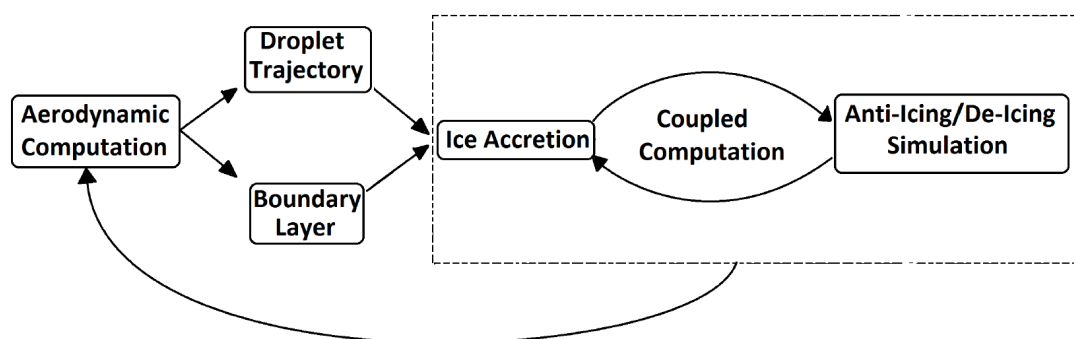 Aerodynamic
Computation
Droplet
Trajectory
Boundary
Layer
Ice Accretion
Coupled
Computation
Anti-Icing/De-Icing
Simulation